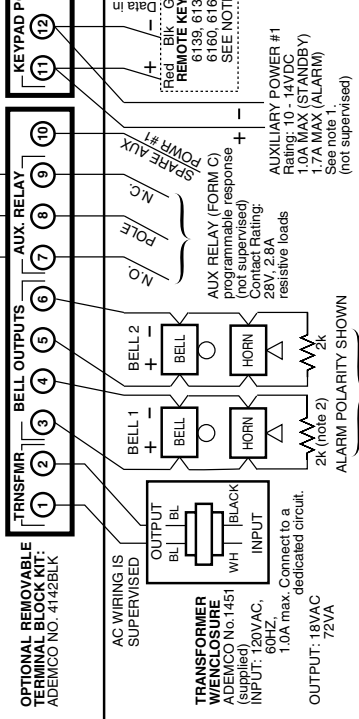 OPTIONAL REMOVABLE
TERMINAL BLOCK KIT:
ADEMCO NO. 4142BLK
TRNSFMR.
BELL OUTPUTS
AUX. RELAY
KEYPAD P
1
2
3
4
5
6
7
8
9
10
11
12
AC WIRING IS
SUPERVISED
OUTPUT
BL
BL
WH
BLACK
INPUT
TRANSFORMER
W/ENCLOSURE
ADEMCO No.1451
(supplied)
INPUT: 120VAC,
60HZ,
1.0A max. Connect to a
dedicated circuit.
OUTPUT: 18VAC
72VA
BELL 1
+ −
BELL
HORN
2k (note 2)
BELL 2
+ −
BELL
HORN
2k
ALARM POLARITY SHOWN
N.O.
POLE
N.C.
SPARE AUX
POWR #1
AUX RELAY (FORM C)
programmable response
(not supervised)
Contact Rating:
28V, 2.8A
resistive loads
+ −
AUXILIARY POWER #1
Rating: 10 - 14VDC
1.0A MAX (STANDBY)
1.7A MAX (ALARM)
See note 1.
(not supervised)
+ −
Data in
Red Blk G
REMOTE KEY
6139, 613
6160, 616
SEE NOT